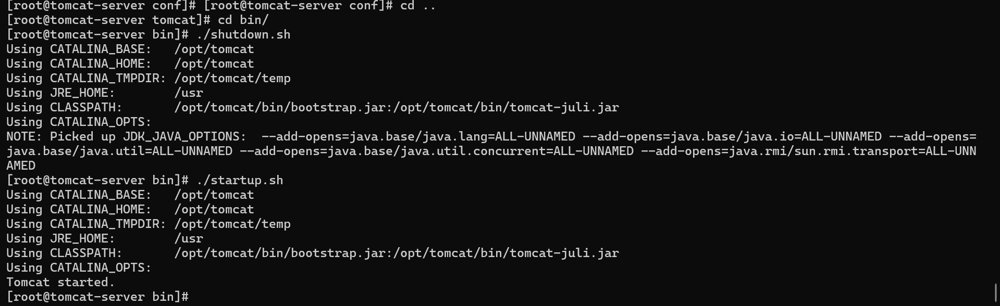 [root@tomcat-server conf]# [root@tomcat-server conf]# cd ..
[root@tomcat-server tomcat]# cd bin/
[root@tomcat-server bin]# ./shutdown.sh
Using CATALINA_BASE:   /opt/tomcat
Using CATALINA_HOME:   /opt/tomcat
Using CATALINA_TMPDIR: /opt/tomcat/temp
Using JRE_HOME:        /usr
Using CLASSPATH:       /opt/tomcat/bin/bootstrap.jar:/opt/tomcat/bin/tomcat-juli.jar
Using CATALINA_OPTS:
NOTE: Picked up JDK_JAVA_OPTIONS:  --add-opens=java.base/java.lang=ALL-UNNAMED --add-opens=java.base/java.io=ALL-UNNAMED --add-opens=
java.base/java.util=ALL-UNNAMED --add-opens=java.base/java.util.concurrent=ALL-UNNAMED --add-opens=java.rmi/sun.rmi.transport=ALL-UNN
AMED
[root@tomcat-server bin]# ./startup.sh
Using CATALINA_BASE:   /opt/tomcat
Using CATALINA_HOME:   /opt/tomcat
Using CATALINA_TMPDIR: /opt/tomcat/temp
Using JRE_HOME:        /usr
Using CLASSPATH:       /opt/tomcat/bin/bootstrap.jar:/opt/tomcat/bin/tomcat-juli.jar
Using CATALINA_OPTS:
Tomcat started.
[root@tomcat-server bin]#